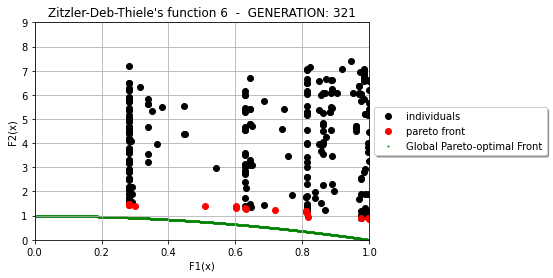 Zitzler-Deb-Thiele's function 6 - GENERATION: 321
F2(x)
9
8
7
6
5
4
3
2
1
0
0.0 0.2 0.4 0.6 0.8 1.0
F1(x)
individuals
pareto front
Global Pareto-optimal Front